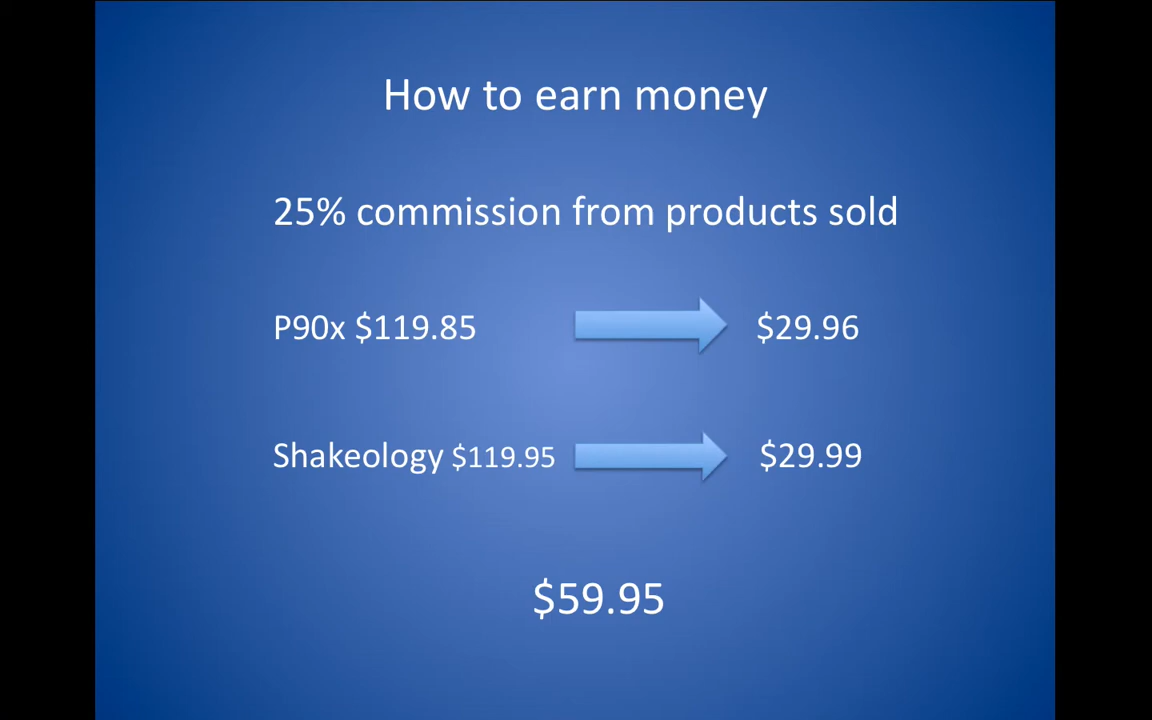 How to earn money
25% commission from products sold
P90x $119.85 $29.96
Shakeology $119.95 $29.99
$59.95